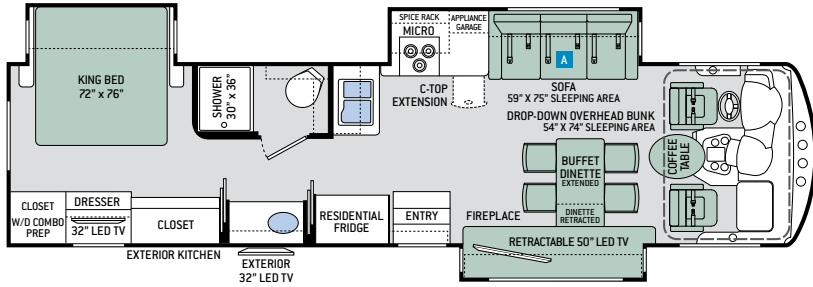 SPICE RACK
APPLIANCE
GARAGE
MICRO
A
KING BED
72" x 76"
SHOWER
30" x 36"
C-TOP
EXTENSION
SOFA
59" X 75" SLEEPING AREA
DROP-DOWN OVERHEAD BUNK
54" X 74" SLEEPING AREA
COFFEE
TABLE
BUFFET
DINETTE
EXTENDED
CLOSET
W/D COMBO
PREP
DRESSER
32" LED TV
CLOSET
RESIDENTIAL
FRIDGE
ENTRY
FIREPLACE
DINETTE
RETRACTED
RETRACTABLE 50" LED TV
EXTERIOR KITCHEN
EXTERIOR
32" LED TV